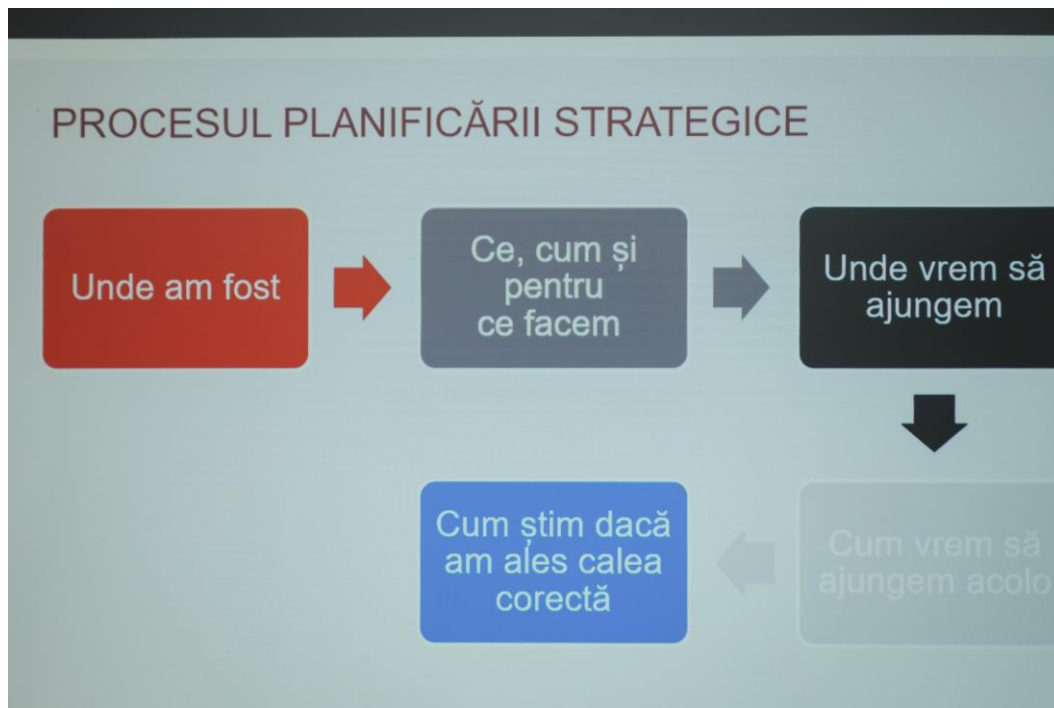 PROCESUL PLANIFICĂRII STRATEGICE
Unde am fost
Ce, cum și
pentru
ce facem
Unde vrem să
ajungem
Cum vrem să
ajungem acolo
Cum știm dacă
am ales calea
corectă